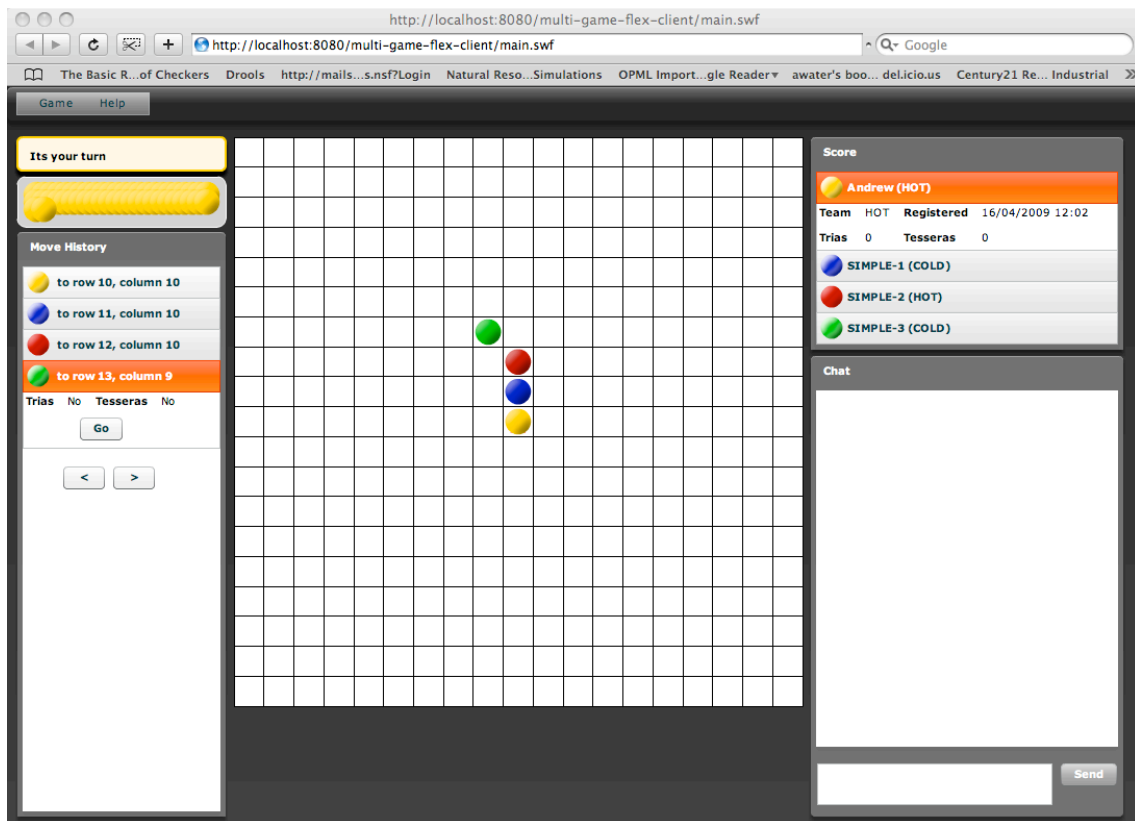 http://localhost:8080/multi-game-flex-client/main.swf
http://localhost:8080/multi-game-flex-client/main.swf
Google
The Basic R...of Checkers Drools http://mails...s.nsf?Login Natural Reso...Simulations OPML Import...gle Reader awater's boo... del.icio.us Century21 Re... Industrial
Game Help
Its your turn
Move History
to row 10, column 10
to row 11, column 10
to row 12, column 10
to row 13, column 9
Trias No Tesseras No
Go
< >
Score
Andrew (HOT)
Team HOT Registered 16/04/2009 12:02
Trias 0 Tesseras 0
SIMPLE-1 (COLD)
SIMPLE-2 (HOT)
SIMPLE-3 (COLD)
Chat
Send